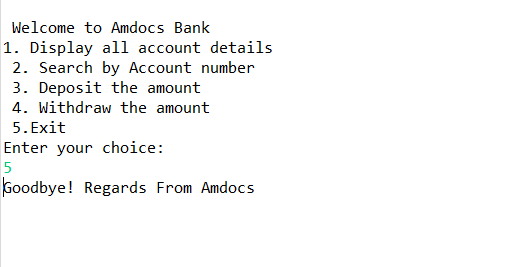 Welcome to Amdocs Bank
1. Display all account details
2. Search by Account number
3. Deposit the amount
4. Withdraw the amount
5.Exit
Enter your choice:
5
Goodbye! Regards From Amdocs